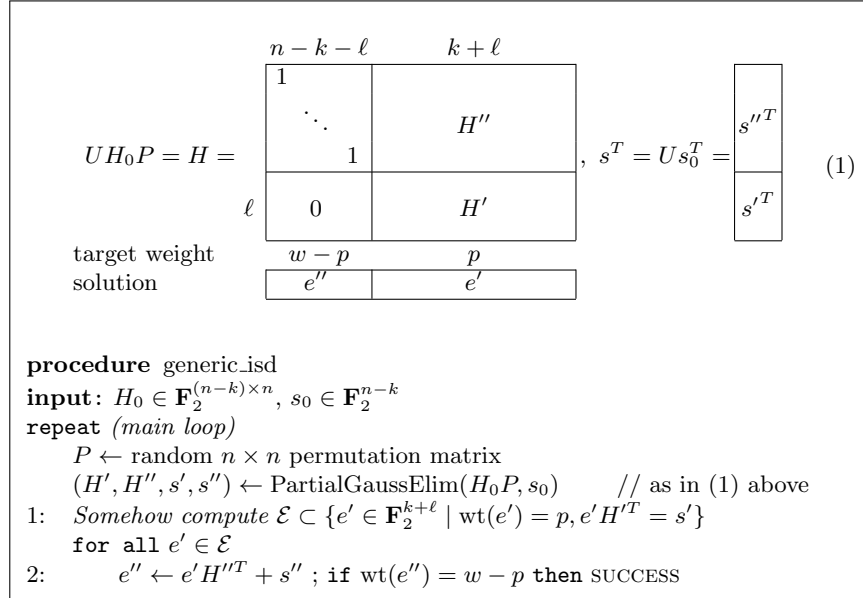 n − k − ℓ k + ℓ
1
⋱ H′′
UH₀P = H = , sᵀ = Us₀ᵀ = s′′ᵀ (1)
1
ℓ 0 H′ s′ᵀ
target weight w − p p
solution e′′ e′
procedure generic_isd
input: H₀ ∈ F₂^{(n−k)×n}, s₀ ∈ F₂^{n−k}
repeat (main loop)
P ← random n × n permutation matrix
(H′, H′′, s′, s′′) ← PartialGaussElim(H₀P, s₀) // as in (1) above
1: Somehow compute ℰ ⊂ {e′ ∈ F₂^{k+ℓ} | wt(e′) = p, e′H′ᵀ = s′}
for all e′ ∈ ℰ
2: e′′ ← e′H′′ᵀ + s′′ ; if wt(e′′) = w − p then SUCCESS